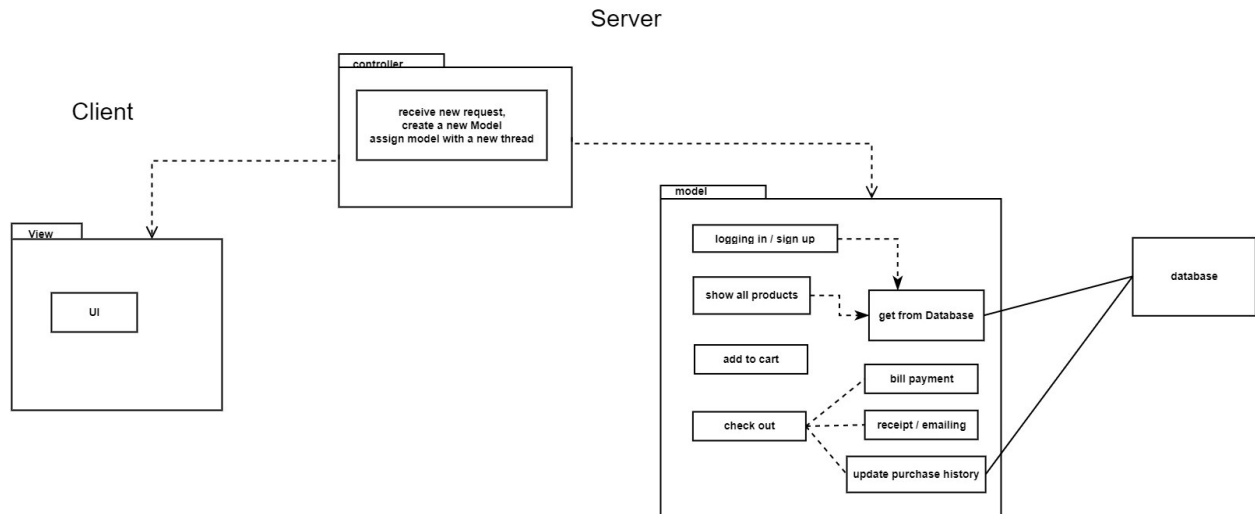 Server
Client
controller
receive new request,
create a new Model
assign model with a new thread
View
UI
model
logging in / sign up
show all products
get from Database
add to cart
bill payment
check out
receipt / emailing
update purchase history
database